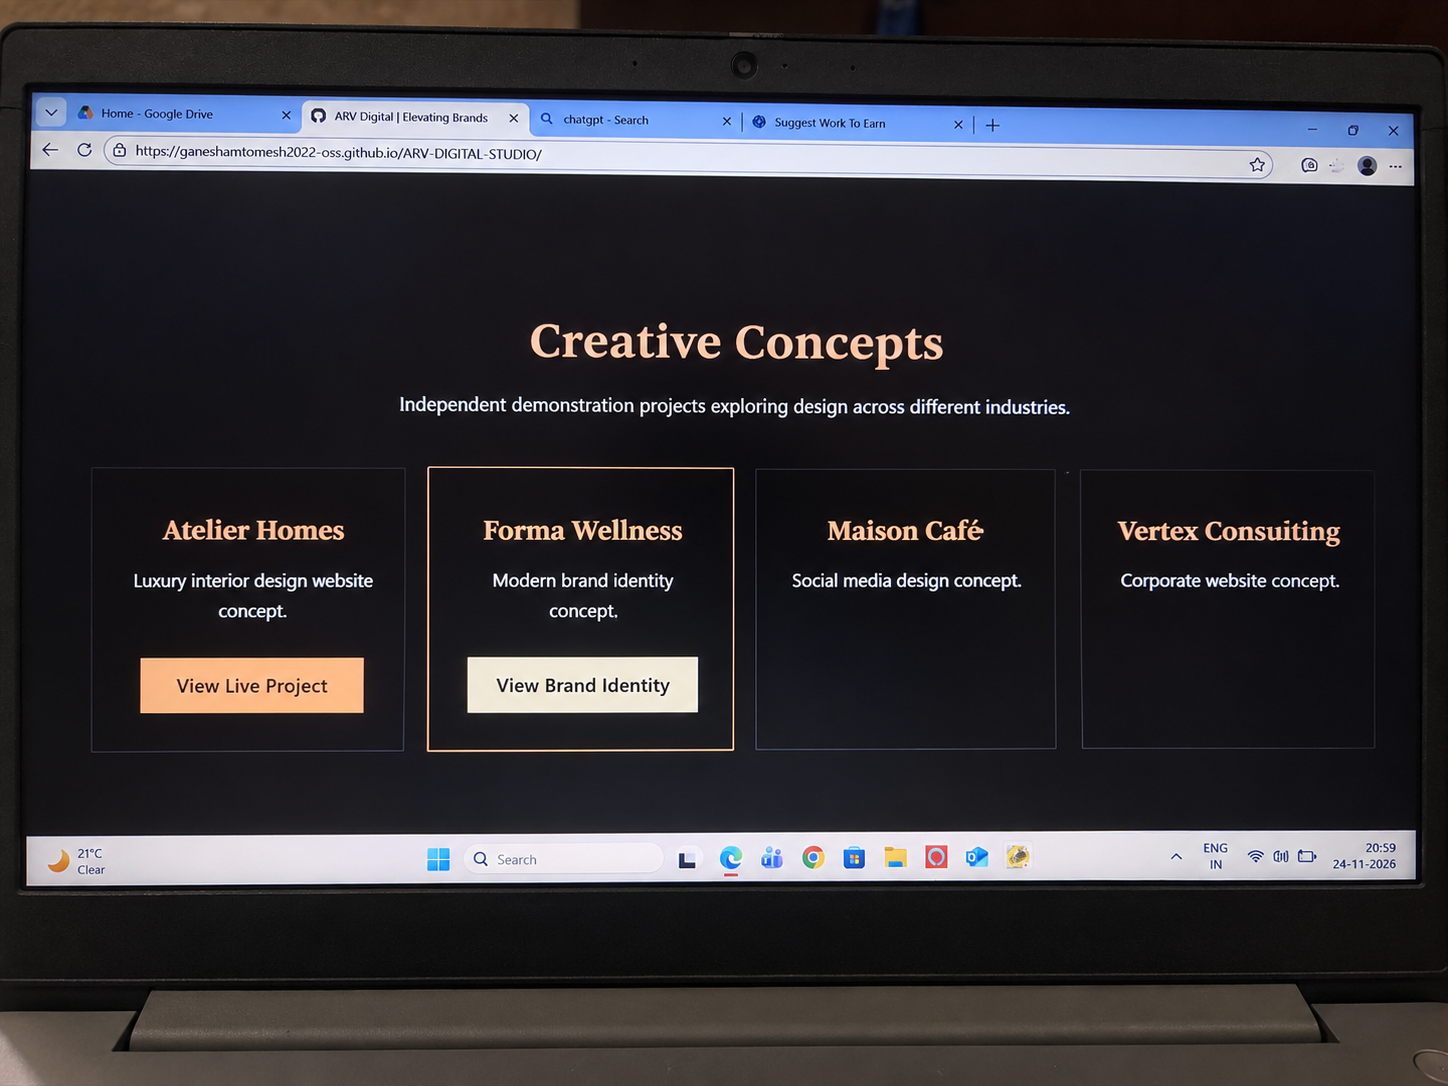 Home - Google Drive
ARV Digital | Elevating Brands
chatgpt - Search
Suggest Work To Earn
https://ganeshamtomesh2022-oss.github.io/ARV-DIGITAL-STUDIO/
Creative Concepts
Independent demonstration projects exploring design across different industries.
Atelier Homes
Luxury interior design website
concept.
View Live Project
Forma Wellness
Modern brand identity
concept.
View Brand Identity
Maison Café
Social media design concept.
Vertex Consuiting
Corporate website concept.
21°C
Clear
Search
ENG
IN
20:59
24-11-2026